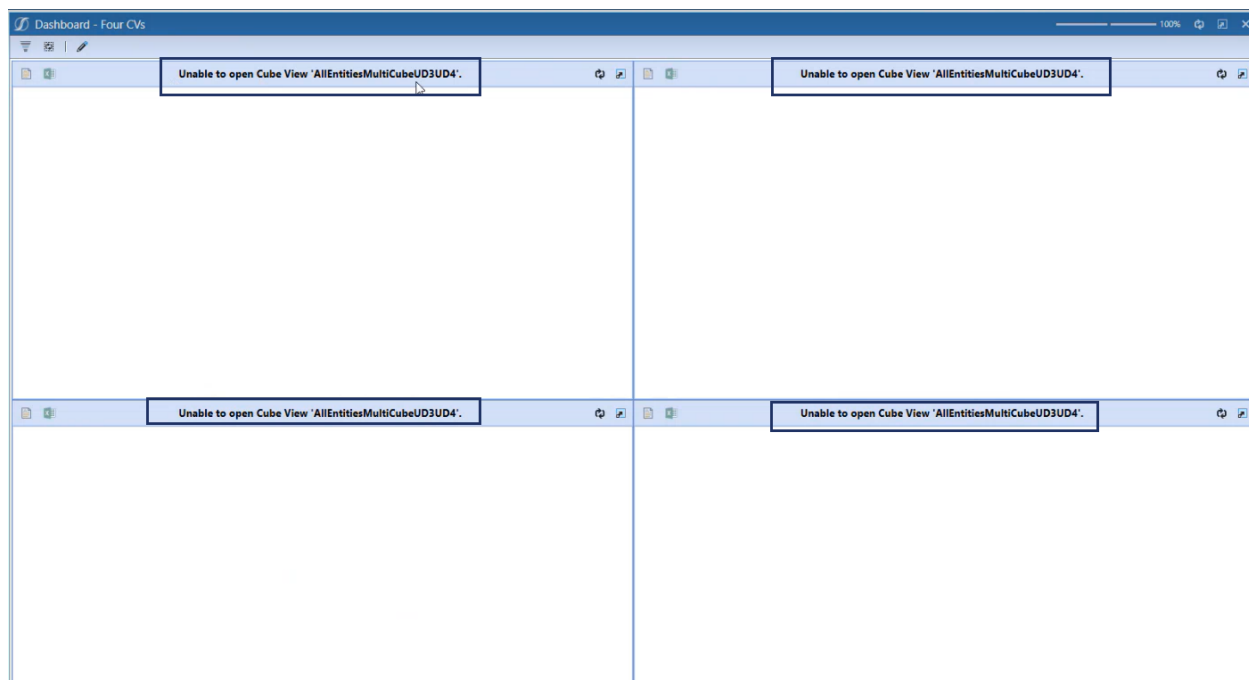 Dashboard - Four CVs
100%
Unable to open Cube View 'AllEntitiesMultiCubeUD3UD4'.
Unable to open Cube View 'AllEntitiesMultiCubeUD3UD4'.
Unable to open Cube View 'AllEntitiesMultiCubeUD3UD4'.
Unable to open Cube View 'AllEntitiesMultiCubeUD3UD4'.